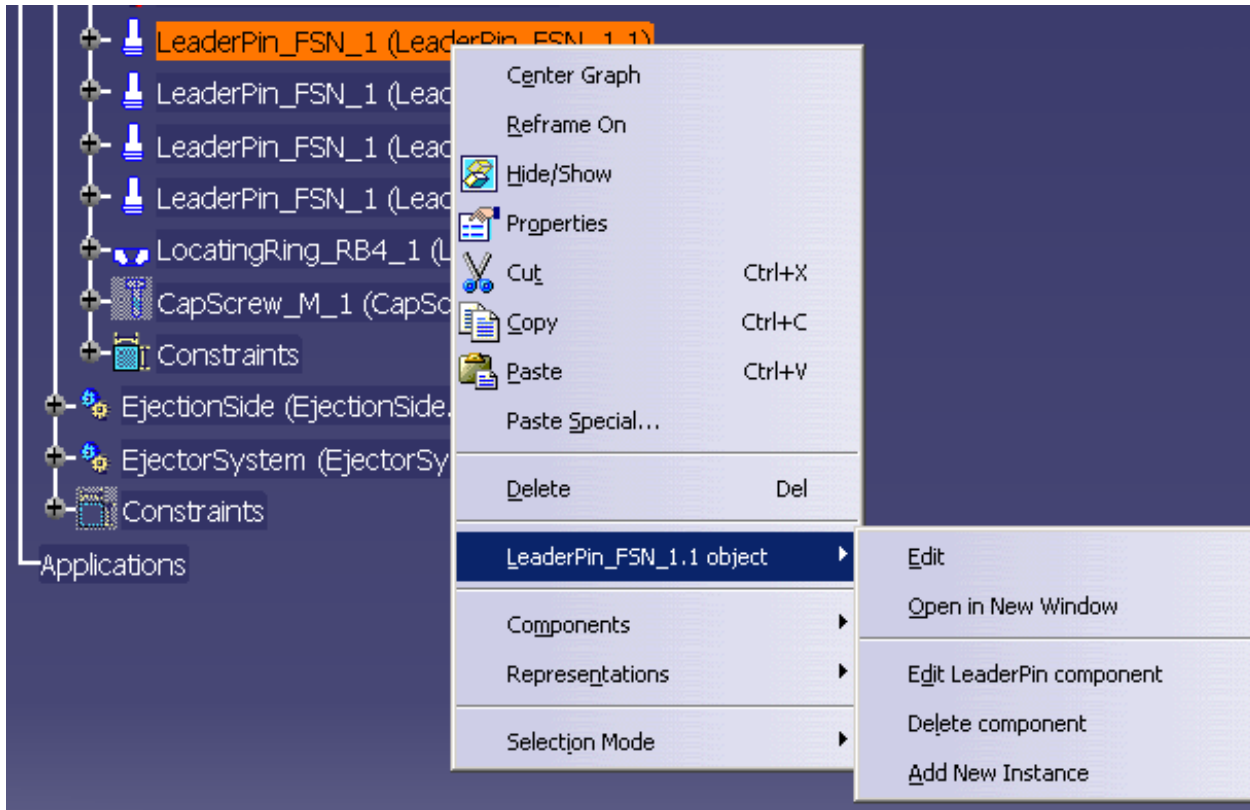 LeaderPin_FSN_1 (LeaderPin_FSN_1.1)
LeaderPin_FSN_1 (Lead
LeaderPin_FSN_1 (Lead
LeaderPin_FSN_1 (Lead
LocatingRing_RB4_1 (L
CapScrew_M_1 (CapSc
Constraints
EjectionSide (EjectionSide.
EjectorSystem (EjectorSy
Constraints
Applications
Center Graph
Reframe On
Hide/Show
Properties
Cut Ctrl+X
Copy Ctrl+C
Paste Ctrl+V
Paste Special...
Delete Del
LeaderPin_FSN_1.1 object
Components
Representations
Selection Mode
Edit
Open in New Window
Edit LeaderPin component
Delete component
Add New Instance